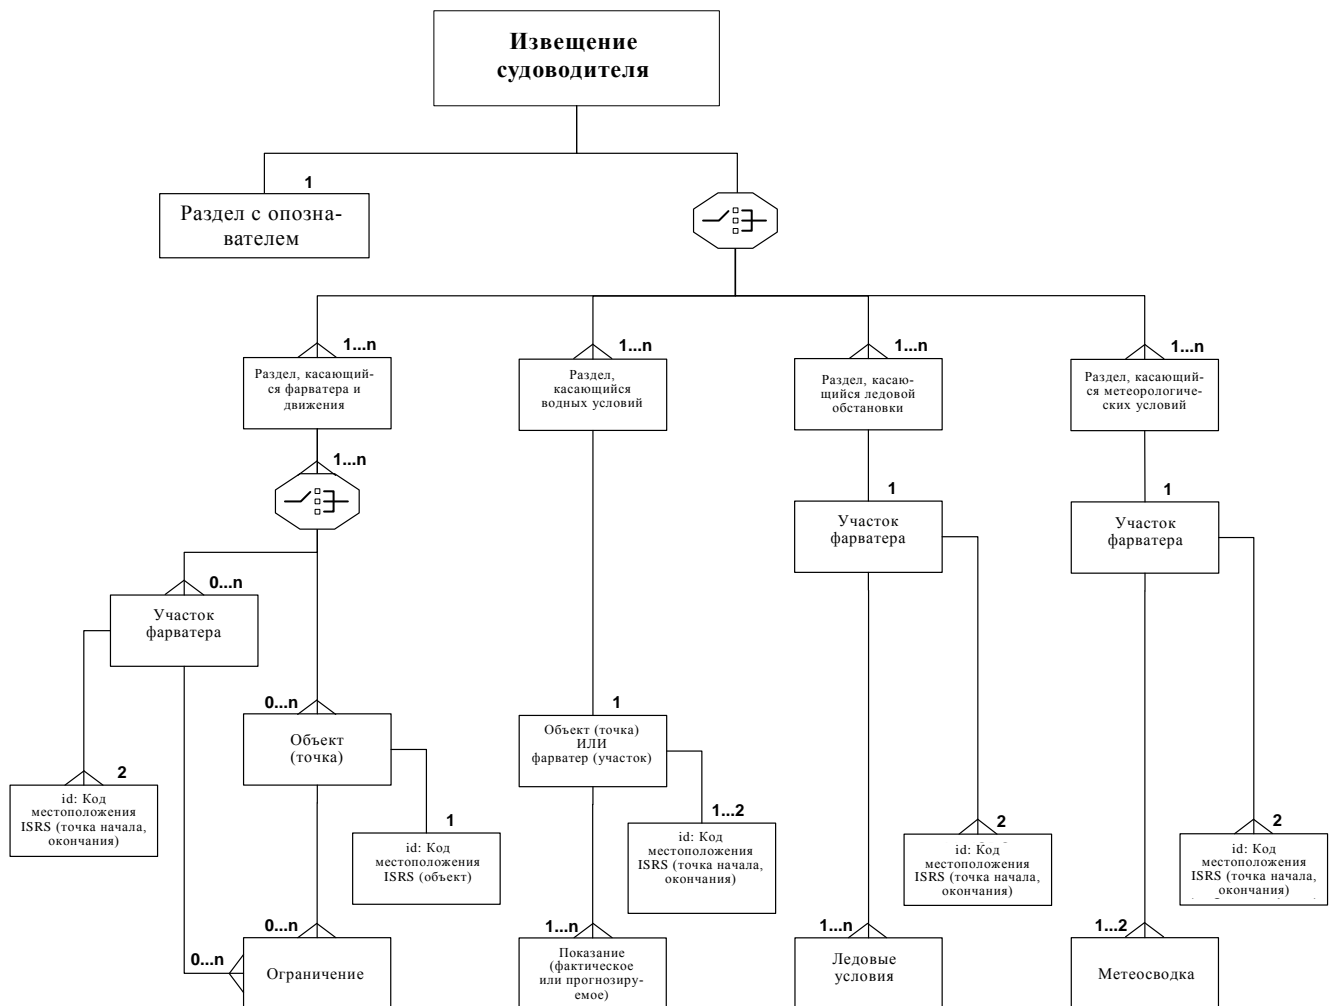 Извещение
судоводителя
1
Раздел с опозна-
вателем
1...n
1...n
1...n
1...n
Раздел, касающий-
ся фарватера и
движения
Раздел,
касающийся
водных условий
Раздел, касаю-
щийся ледовой
обстановки
Раздел, касающий-
ся метеорологиче-
ских условий
1...n
1
1
Участок
фарватера
Участок
фарватера
0...n
Участок
фарватера
0...n
1
Объект
(точка)
Объект (точка)
ИЛИ
фарватер (участок)
2
id: Код
местоположения
ISRS (точка начала,
окончания)
1
id: Код
местоположения
ISRS (объект)
1...2
id: Код
местоположения
ISRS (точка начала,
окончания)
2
id: Код
местоположения
ISRS (точка начала,
окончания)
2
id: Код
местоположения
ISRS (точка начала,
окончания)
0...n
0...n
Ограничение
1...n
Показание
(фактическое
или прогнозиру-
емое)
1...n
Ледовые
условия
1...2
Метеосводка